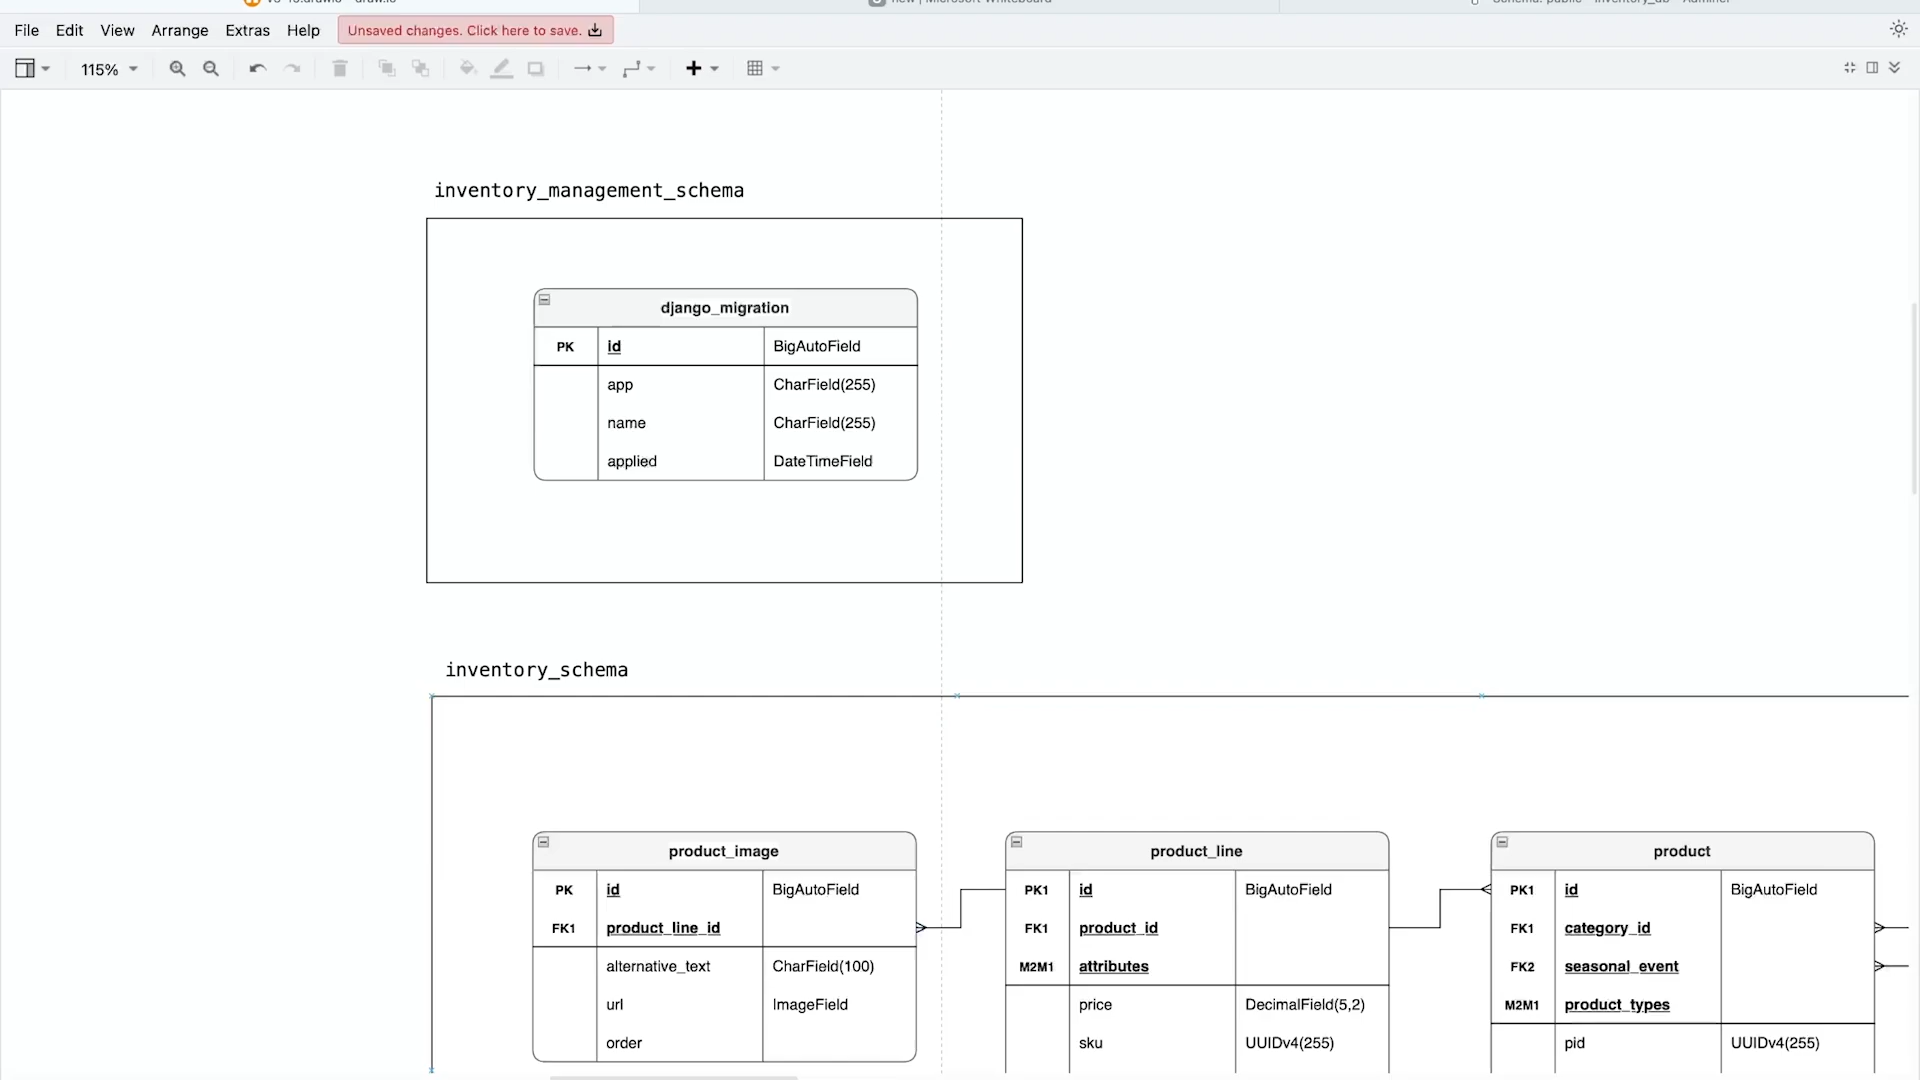 new | Microsoft Whiteboard
File Edit View Arrange Extras Help Unsaved changes. Click here to save.
115%
inventory_management_schema
django_migration
PK id BigAutoField
app CharField(255)
name CharField(255)
applied DateTimeField
inventory_schema
product_image
PK id BigAutoField
FK1 product_line_id
alternative_text CharField(100)
url ImageField
order
product_line
PK1 id BigAutoField
FK1 product_id
M2M1 attributes
price DecimalField(5,2)
sku UUIDv4(255)
product
PK1 id BigAutoField
FK1 category_id
FK2 seasonal_event
M2M1 product_types
pid UUIDv4(255)